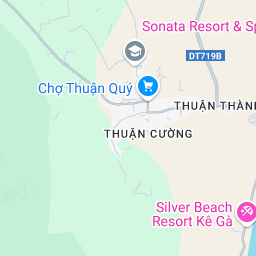 Sonata Resort & Sp
DT719B
Chợ Thuận Quý
THUẬN THÀNH
THUẬN CƯỜNG
Silver Beach
Resort Kê Gà